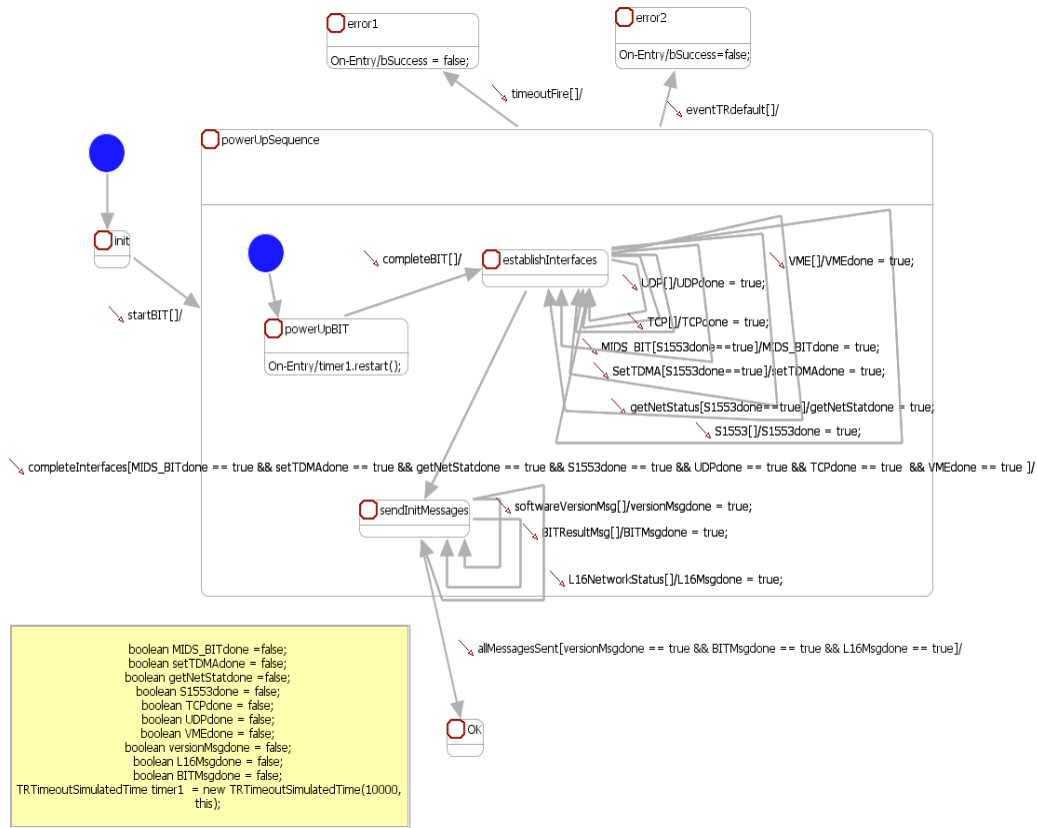 error1
On-Entry/bSuccess = false;
error2
On-Entry/bSuccess=false;
timeoutFire[]/
eventTRdefault[]/
powerUpSequence
init
startBIT[]/
completeBIT[]/
establishInterfaces
powerUpBIT
On-Entry/timer1.restart();
VME[]/VMEdone = true;
UDP[]/UDPdone = true;
TCP[]/TCPdone = true;
MIDS_BIT[S1553done==true]/MIDS_BITdone = true;
SetTDMA[S1553done==true]/setTDMAdone = true;
getNetStatus[S1553done==true]/getNetStatdone = true;
S1553[]/S1553done = true;
completeInterfaces[MIDS_BITdone == true && setTDMAdone == true && getNetStatdone == true && S1553done == true && UDPdone == true && TCPdone == true && VMEdone == true ]/
sendInitMessages
softwareVersionMsg[]/versionMsgdone = true;
BITResultMsg[]/BITMsgdone = true;
L16NetworkStatus[]/L16Msgdone = true;
allMessagesSent[versionMsgdone == true && BITMsgdone == true && L16Msgdone == true]/
OK
boolean MIDS_BITdone =false;
boolean setTDMAdone = false;
boolean getNetStatdone =false;
boolean S1553done = false;
boolean TCPdone = false;
boolean UDPdone = false;
boolean VMEdone = false;
boolean versionMsgdone = false;
boolean L16Msgdone = false;
boolean BITMsgdone = false;
TRTimeoutSimulatedTime timer1 = new TRTimeoutSimulatedTime(10000,
this);